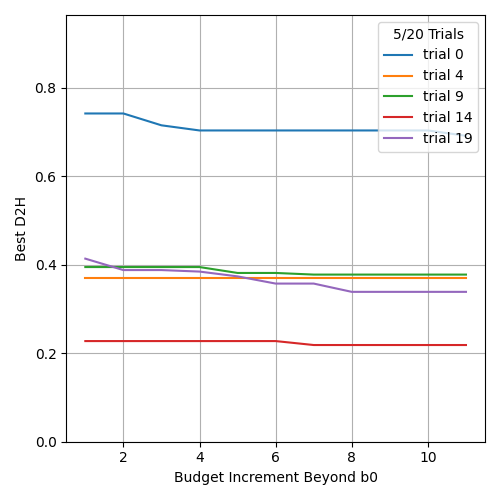 5/20 Trials
trial 0
trial 4
trial 9
trial 14
trial 19
0.8
0.6
0.4
0.2
0.0
Best D2H
2 4 6 8 10
Budget Increment Beyond b0